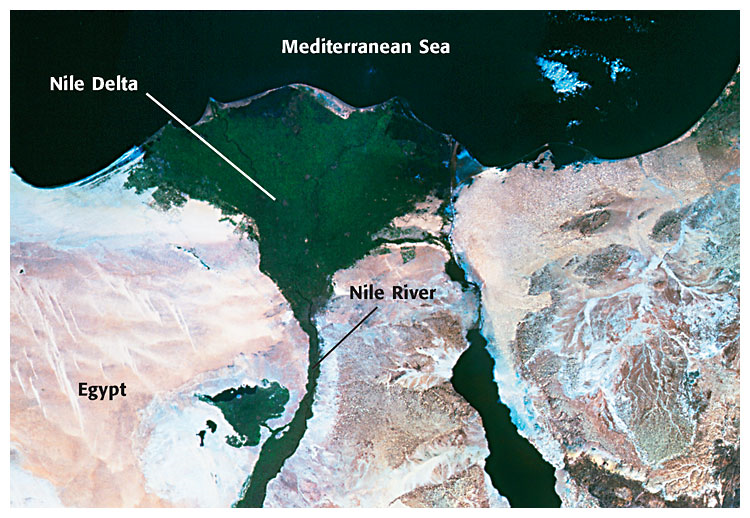 Mediterranean Sea
Nile Delta
Nile River
Egypt